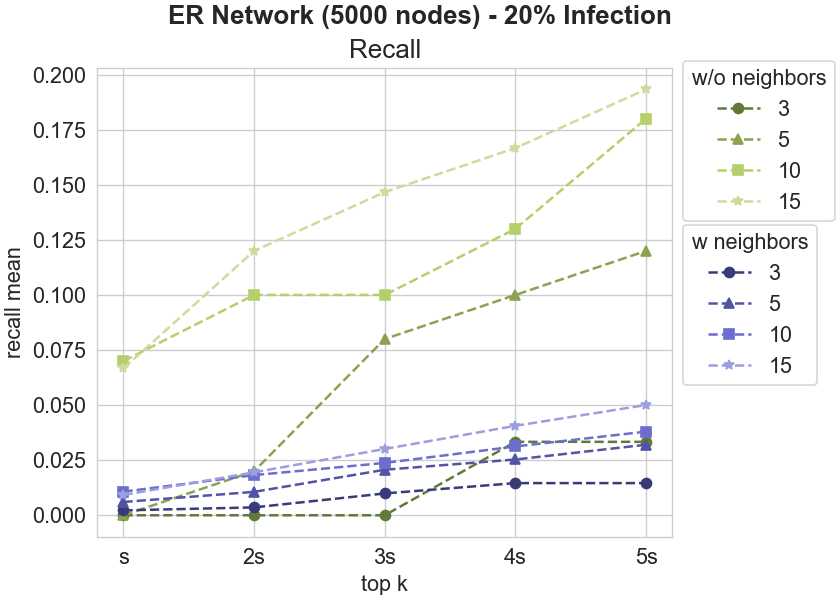 ER Network (5000 nodes) - 20% Infection
Recall
recall mean
0.200
0.175
0.150
0.125
0.100
0.075
0.050
0.025
0.000
s 2s 3s 4s 5s
top k
w/o neighbors
3
5
10
15
w neighbors
3
5
10
15